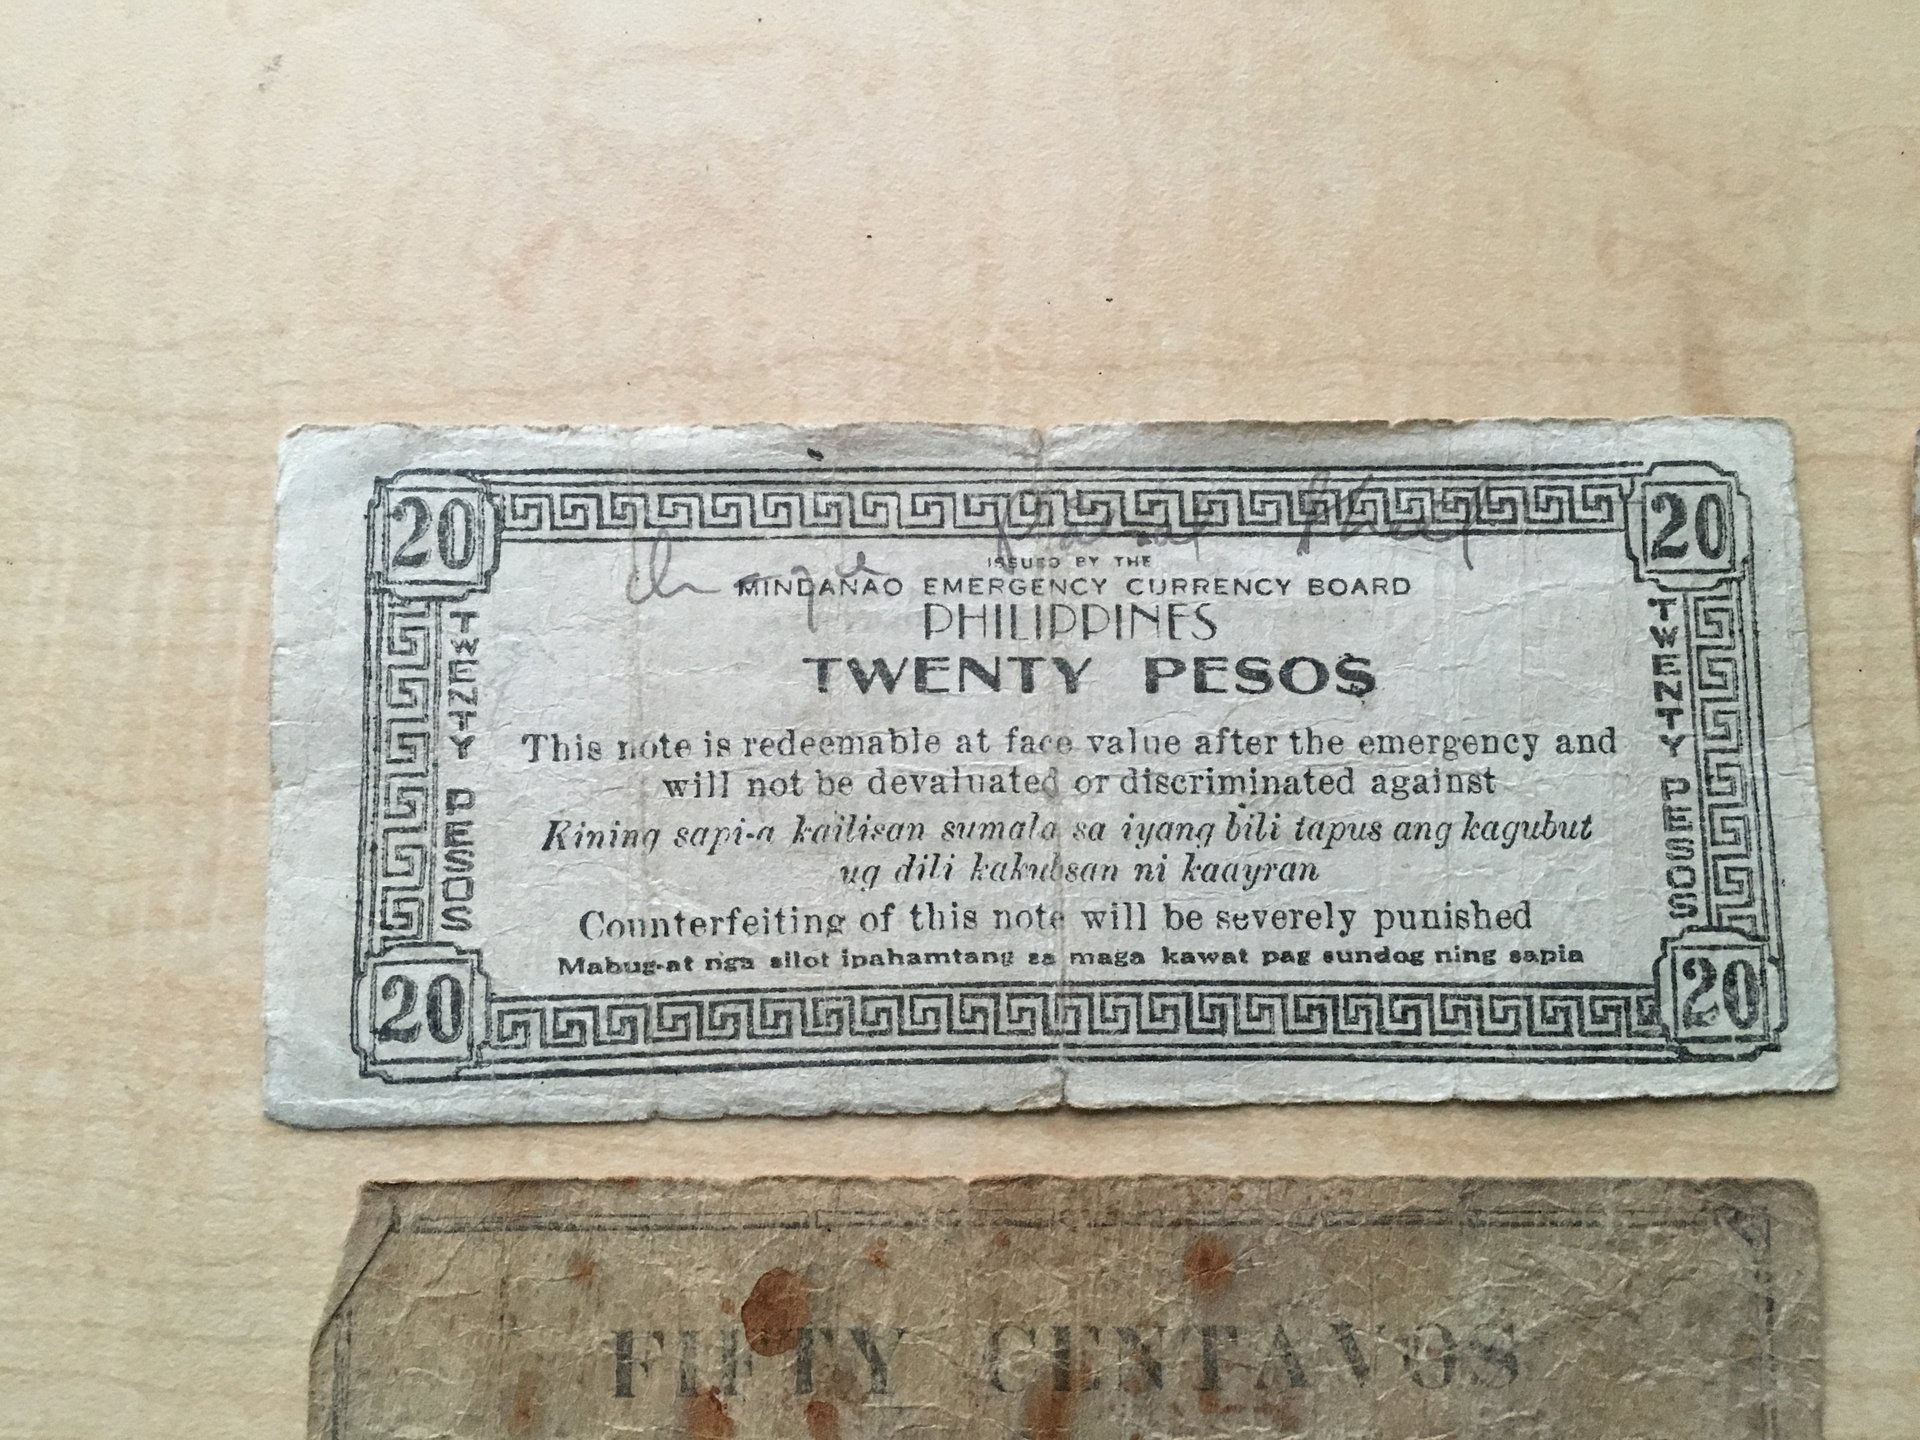 20
20
ISSUED BY THE
MINDANAO EMERGENCY CURRENCY BOARD
PHILIPPINES
TWENTY PESOS
TWENTY PESOS
TWENTY PESOS
This note is redeemable at face value after the emergency and
will not be devaluated or discriminated against
Kining sapi-a kailisan sumala sa iyang bili tapus ang kagubut
ug dili kakubsan ni kaayran
Counterfeiting of this note will be severely punished
Mabug-at nga silot ipahamtang sa maga kawat pag sundog ning sapia
20
20
FIFTY CENTAVOS